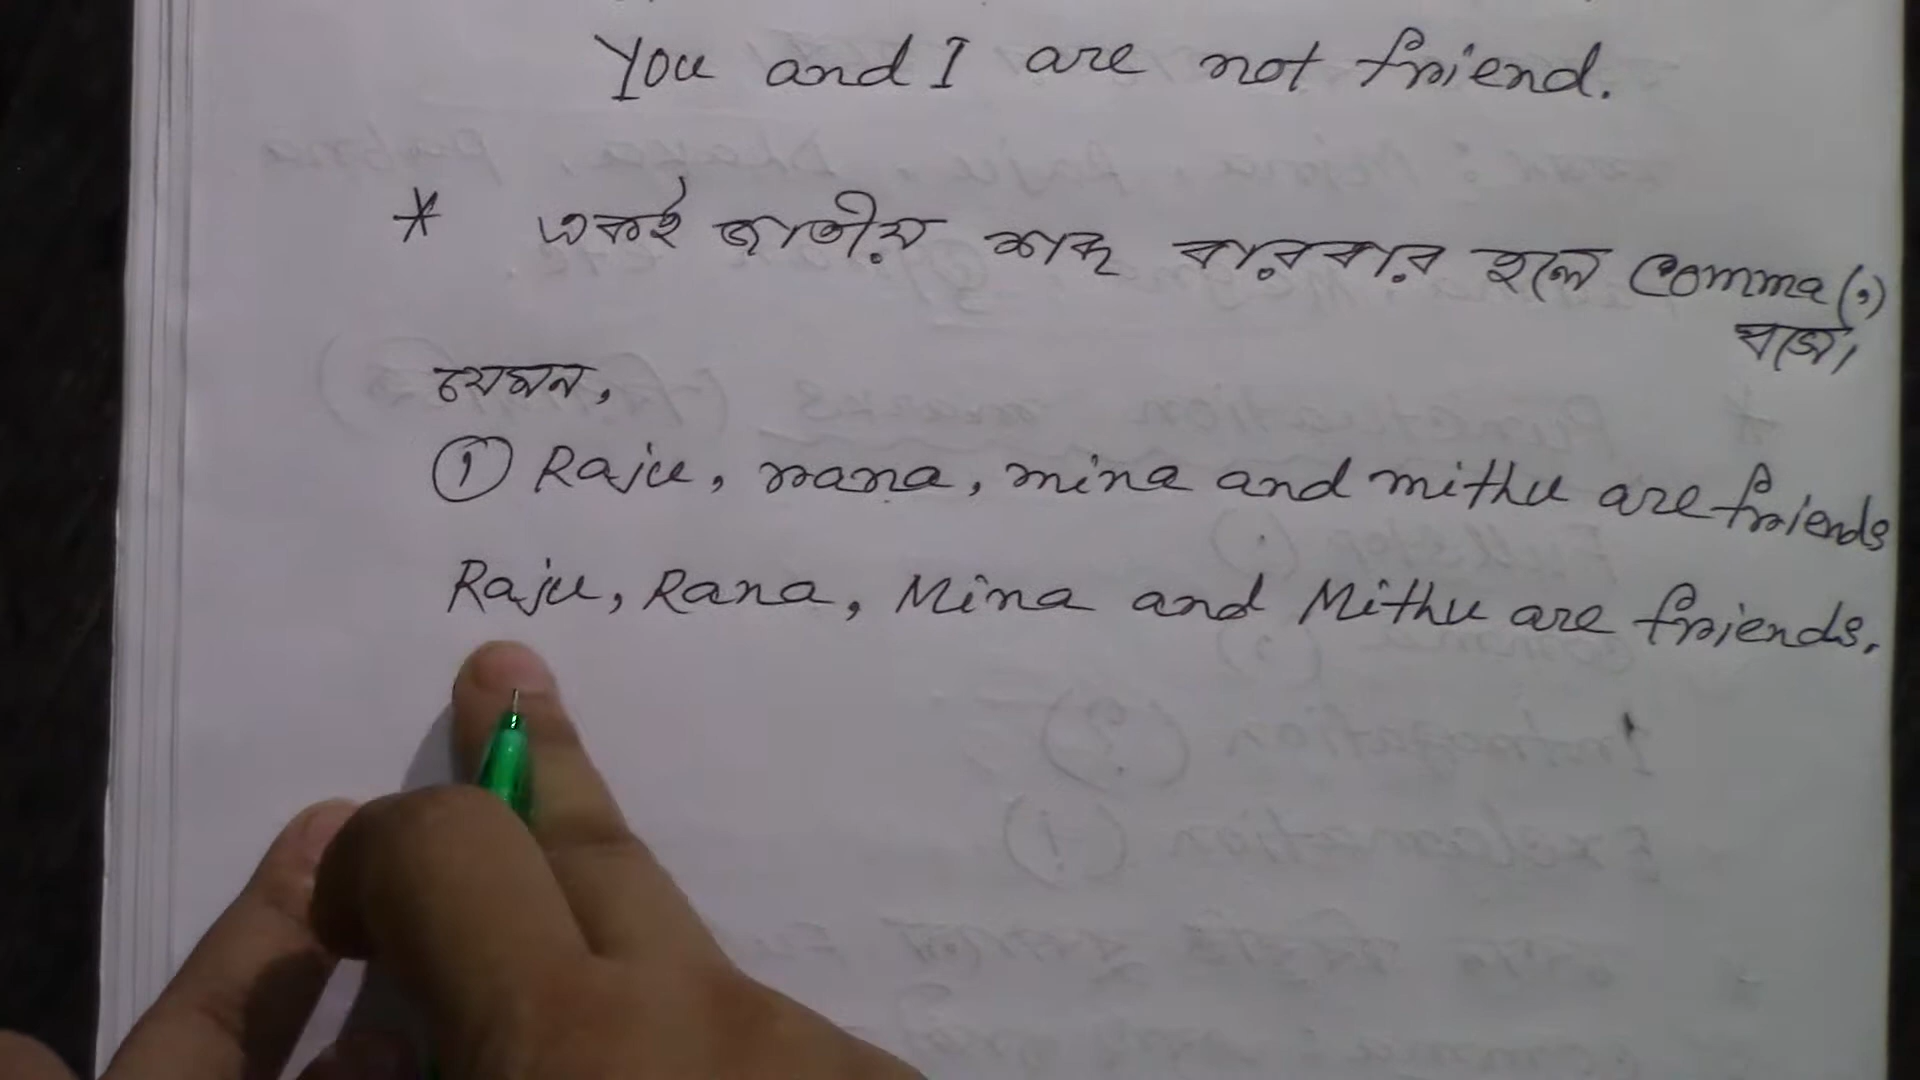 You and I are not friend.
* একই জাতীয় শব্দ বারবার হলে comma (,)
বসে।
যেমন,
① Raju, rana, mina and mithu are friends
Raju, Rana, Mina and Mithu are friends.